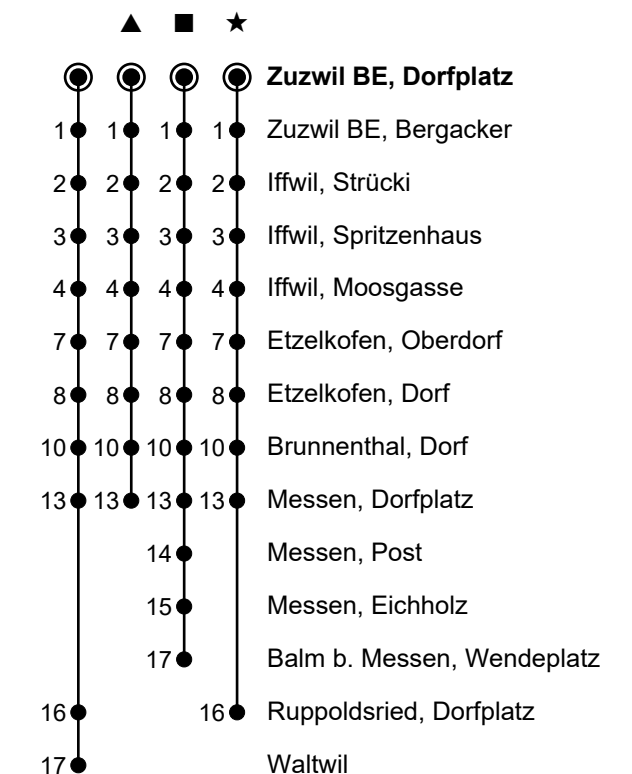 ▲ ■ ★
Zuzwil BE, Dorfplatz
1 1 1 1 Zuzwil BE, Bergacker
2 2 2 2 Iffwil, Strücki
3 3 3 3 Iffwil, Spritzenhaus
4 4 4 4 Iffwil, Moosgasse
7 7 7 7 Etzelkofen, Oberdorf
8 8 8 8 Etzelkofen, Dorf
10 10 10 10 Brunnenthal, Dorf
13 13 13 13 Messen, Dorfplatz
14 Messen, Post
15 Messen, Eichholz
17 Balm b. Messen, Wendeplatz
16 16 Ruppoldsried, Dorfplatz
17 Waltwil